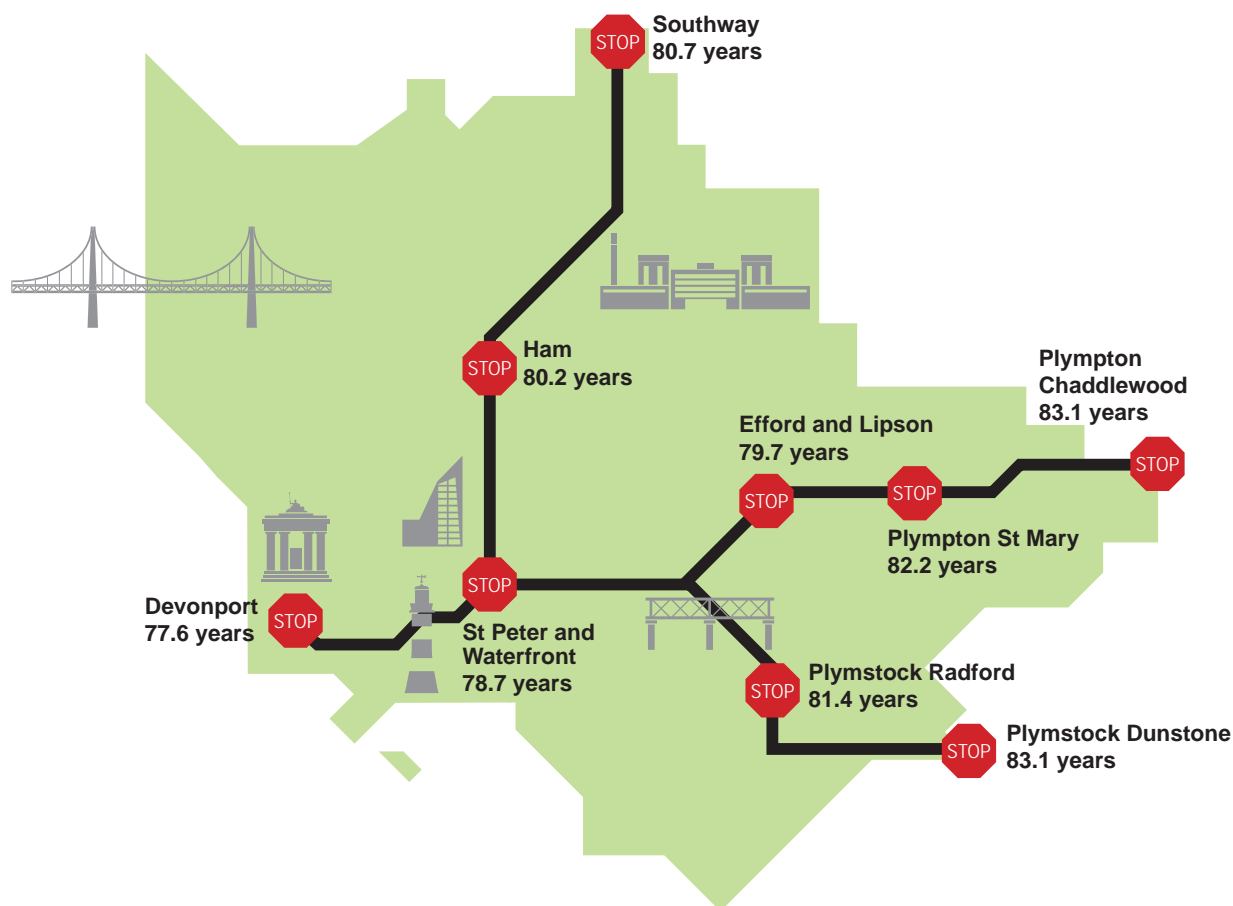 STOP
Southway
80.7 years
STOP
Ham
80.2 years
Plympton
Chaddlewood
83.1 years
STOP
Efford and Lipson
79.7 years
STOP
STOP
Plympton St Mary
82.2 years
Devonport
77.6 years
STOP
STOP
St Peter and
Waterfront
78.7 years
STOP
Plymstock Radford
81.4 years
STOP
Plymstock Dunstone
83.1 years